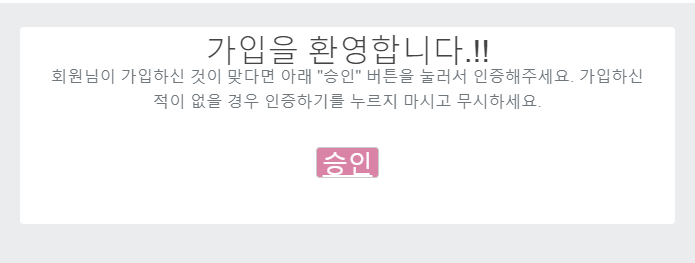 가입을 환영합니다.!!
회원님이 가입하신 것이 맞다면 아래 "승인" 버튼을 눌러서 인증해주세요. 가입하신
적이 없을 경우 인증하기를 누르지 마시고 무시하세요.
승인